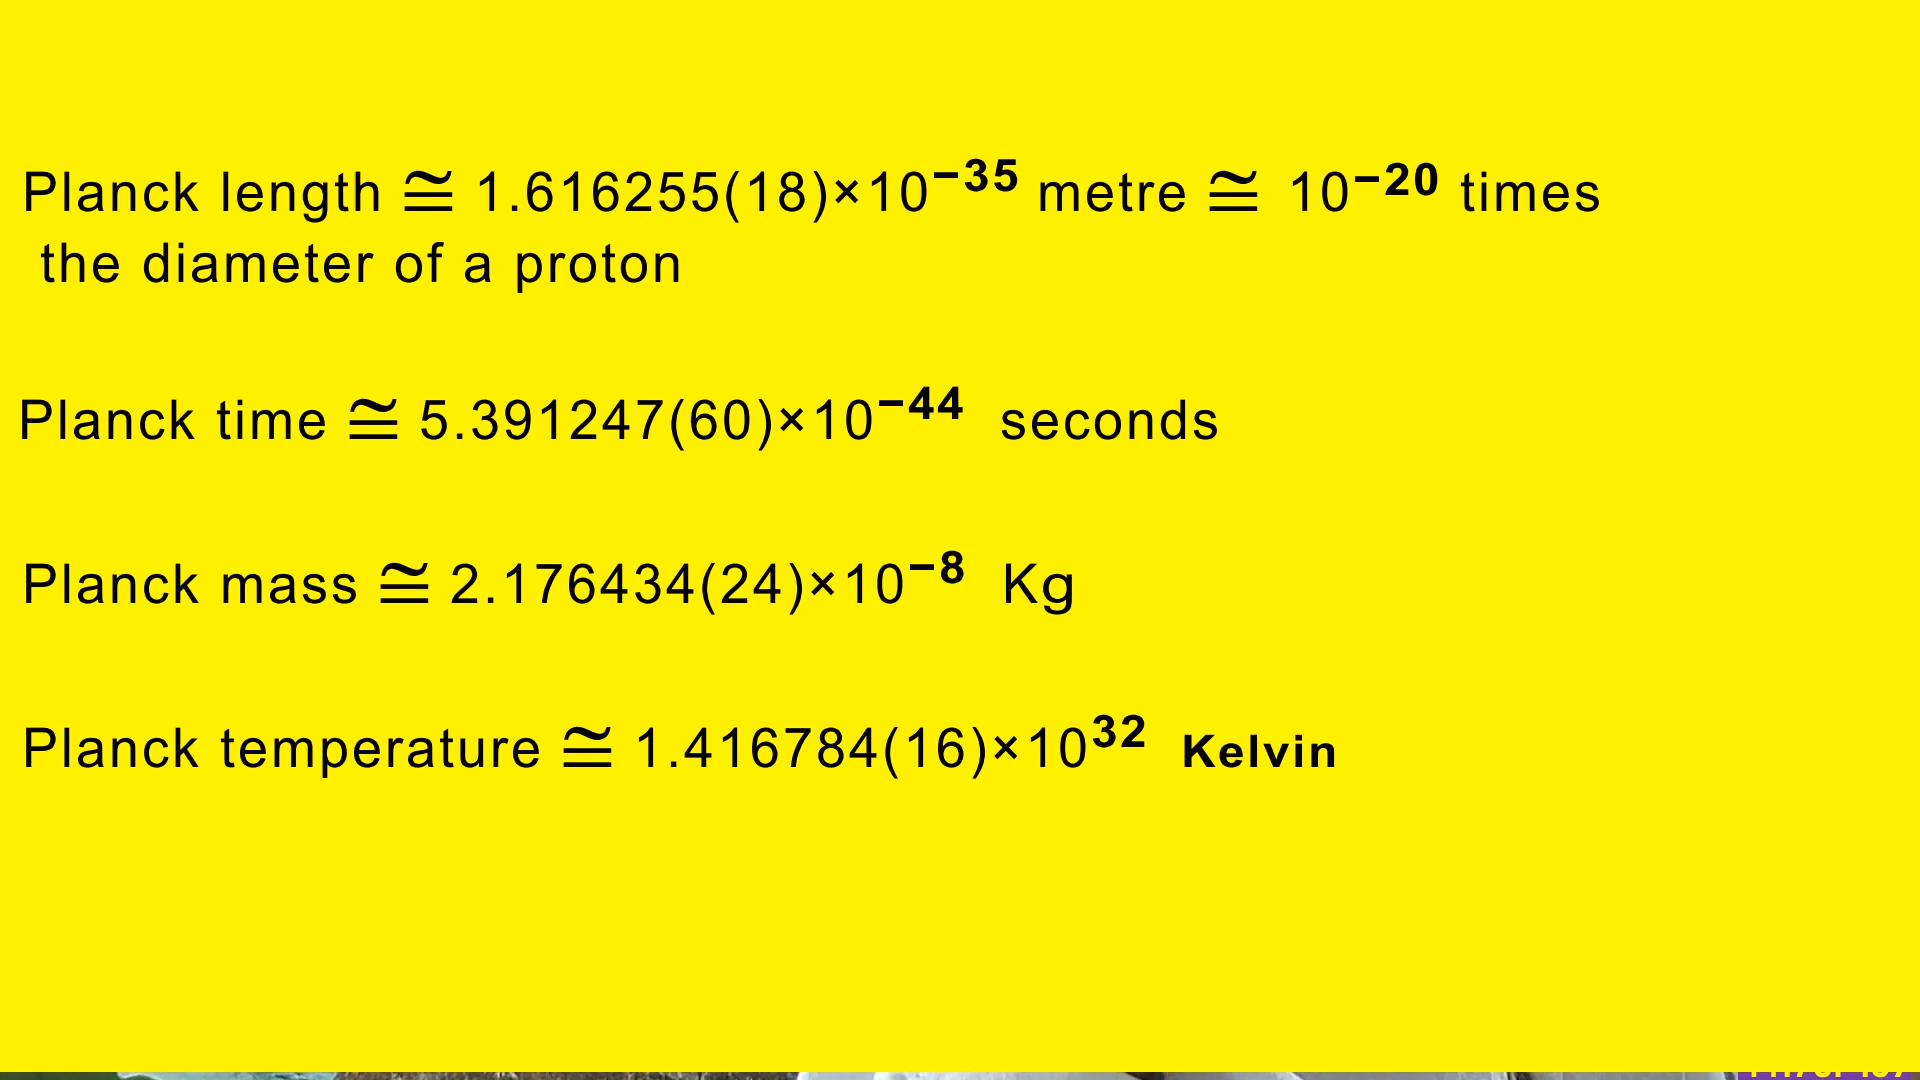 Planck length ≅ 1.616255(18)×10⁻³⁵ metre ≅ 10⁻²⁰ times
the diameter of a proton
Planck time ≅ 5.391247(60)×10⁻⁴⁴ seconds
Planck mass ≅ 2.176434(24)×10⁻⁸ Kg
Planck temperature ≅ 1.416784(16)×10³² Kelvin